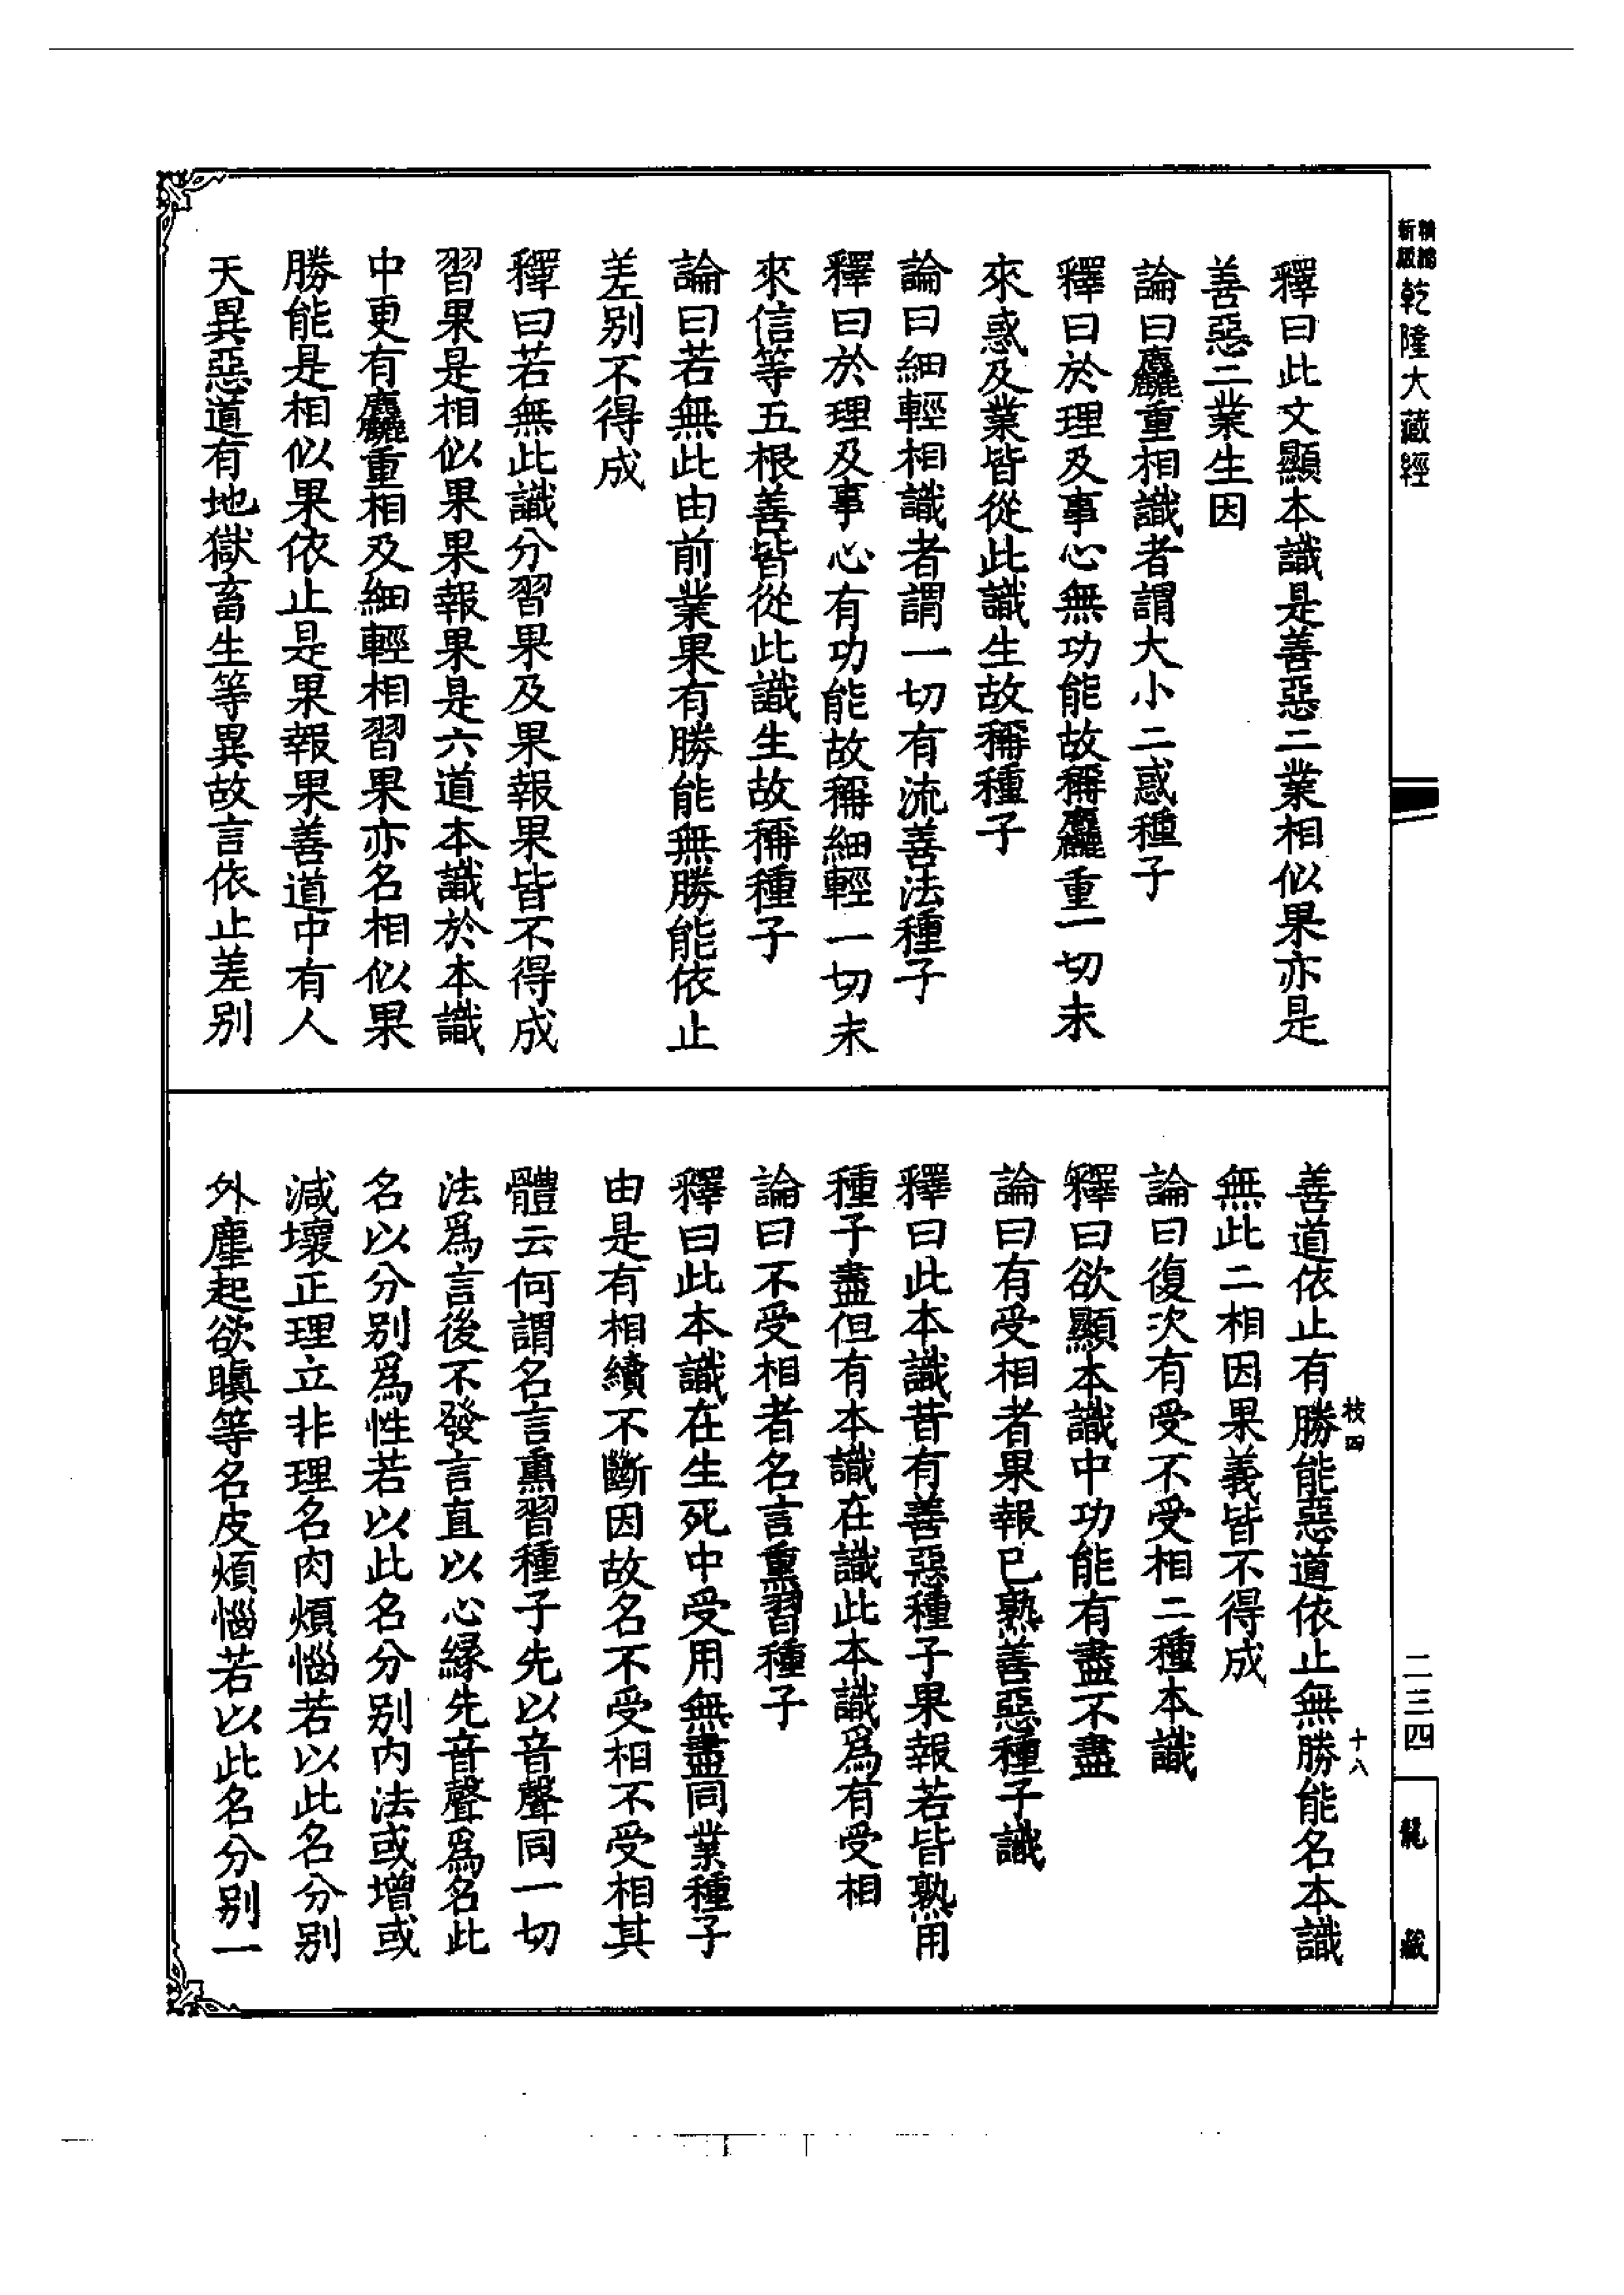 精縮
新版
乾隆大藏經
二三四
龍藏
釋曰此文顯本識是善惡二業相似果亦是
善惡二業生因
論曰麤重相識者謂大小二惑種子
釋曰於理及事心無功能故稱麤重一切未
來惑及業皆從此識生故稱種子
論曰細輕相識者謂一切有流善法種子
釋曰於理及事心有功能故稱細輕一切未
來信等五根善皆從此識生故稱種子
論曰若無此由前業果有勝能無勝能依止
差別不得成
釋曰若無此識分習果及果報果皆不得成
習果是相似果果報果是六道本識於本識
中更有麤重相及細輕相習果亦名相似果
勝能是相似果依止是果報果善道中有人
天異惡道有地獄畜生等異故言依止差別
枝四
十八
善道依止有勝能惡道依止無勝能名本識
無此二相因果義皆不得成
論曰復次有受不受相二種本識
釋曰欲顯本識中功能有盡不盡
論曰有受相者果報已熟善惡種子識
釋曰此本識昔有善惡種子果報若皆熟用
種子盡但有本識在識此本識爲有受相
論曰不受相者名言熏習種子
釋曰此本識在生死中受用無盡同業種子
由是有相續不斷因故名不受相不受相其
體云何謂名言熏習種子先以音聲同一切
法爲言後不發言直以心緣先音聲爲名此
名以分別爲性若以此名分別內法或增或
減壞正理立非理名肉煩惱若以此名分別
外塵起欲瞋等名皮煩惱若以此名分別一